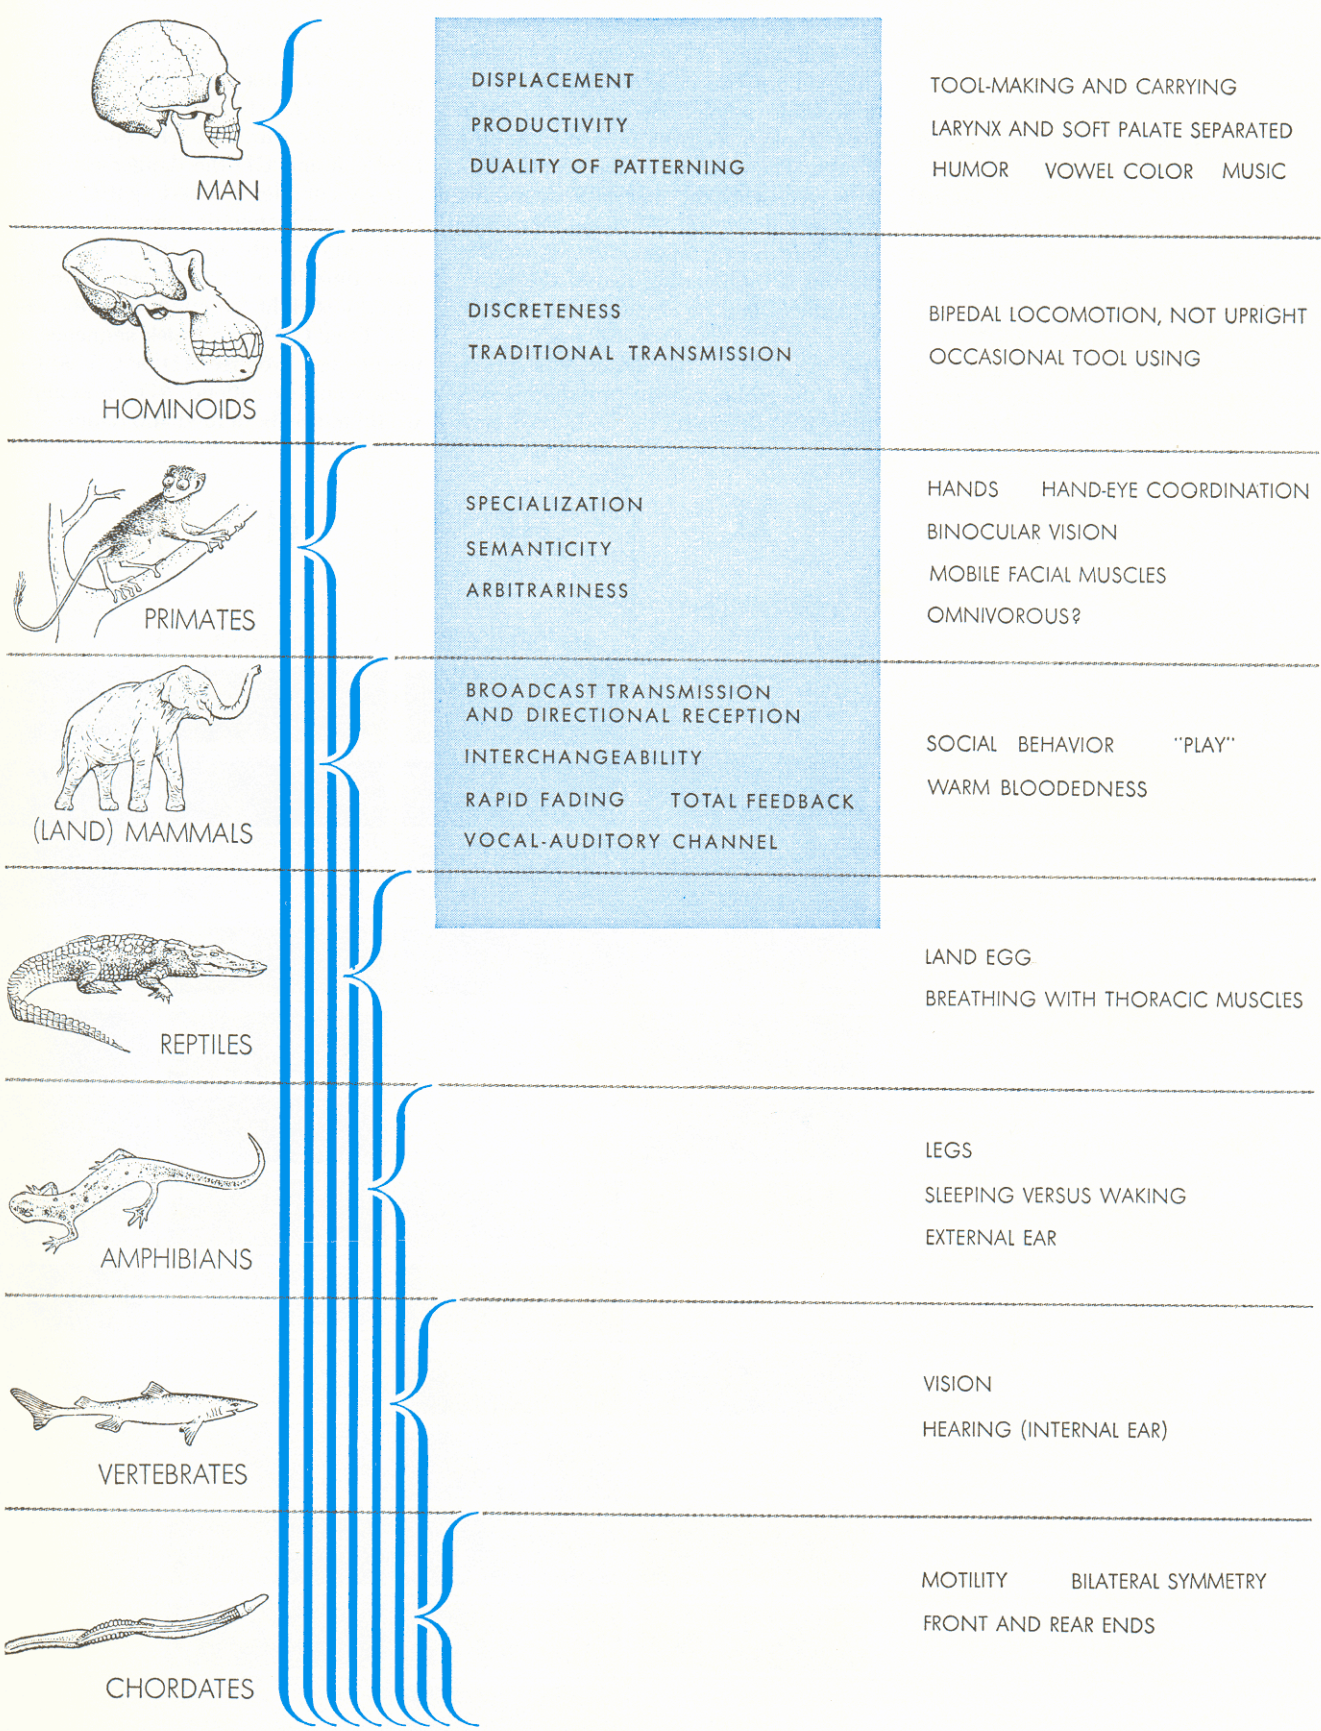 DISPLACEMENT
PRODUCTIVITY
DUALITY OF PATTERNING
TOOL-MAKING AND CARRYING
LARYNX AND SOFT PALATE SEPARATED
HUMOR VOWEL COLOR MUSIC
MAN
DISCRETENESS
TRADITIONAL TRANSMISSION
BIPEDAL LOCOMOTION, NOT UPRIGHT
OCCASIONAL TOOL USING
HOMINOIDS
SPECIALIZATION
SEMANTICITY
ARBITRARINESS
HANDS HAND-EYE COORDINATION
BINOCULAR VISION
MOBILE FACIAL MUSCLES
OMNIVOROUS?
PRIMATES
BROADCAST TRANSMISSION
AND DIRECTIONAL RECEPTION
INTERCHANGEABILITY
RAPID FADING TOTAL FEEDBACK
VOCAL-AUDITORY CHANNEL
SOCIAL BEHAVIOR "PLAY"
WARM BLOODEDNESS
(LAND) MAMMALS
LAND EGG
BREATHING WITH THORACIC MUSCLES
REPTILES
LEGS
SLEEPING VERSUS WAKING
EXTERNAL EAR
AMPHIBIANS
VISION
HEARING (INTERNAL EAR)
VERTEBRATES
MOTILITY BILATERAL SYMMETRY
FRONT AND REAR ENDS
CHORDATES